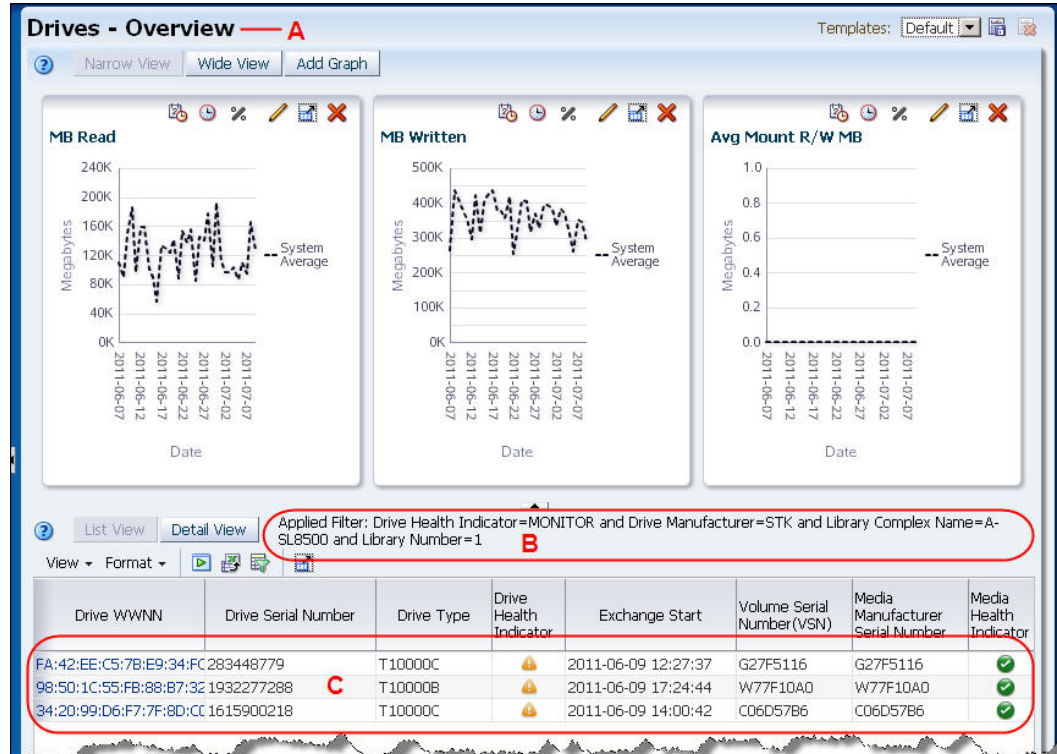 Drives - Overview A
Templates: Default
Narrow View Wide View Add Graph
MB Read
240K
200K
160K
120K
80K
40K
0K
Megabytes
System
Average
2011-06-07
2011-06-12
2011-06-17
2011-06-22
2011-06-27
2011-07-02
2011-07-07
Date
MB Written
500K
400K
300K
200K
100K
0K
Megabytes
System
Average
2011-06-07
2011-06-12
2011-06-17
2011-06-22
2011-06-27
2011-07-02
2011-07-07
Date
Avg Mount R/W MB
1.0
0.8
0.6
0.4
0.2
0.0
Megabytes
System
Average
2011-06-07
2011-06-12
2011-06-17
2011-06-22
2011-06-27
2011-07-02
2011-07-07
Date
List View Detail View
Applied Filter: Drive Health Indicator=MONITOR and Drive Manufacturer=STK and Library Complex Name=A-
SL8500 and Library Number=1
B
View Format
Drive WWNN Drive Serial Number Drive Type Drive Health Indicator Exchange Start Volume Serial Number(VSN) Media Manufacturer Serial Number Media Health Indicator
FA:42:EE:C5:7B:E9:34:FC 283448779 T10000C 2011-06-09 12:27:37 G27F5116 G27F5116
98:50:1C:55:FB:88:B7:32 1932277288 C T10000B 2011-06-09 17:24:44 W77F10A0 W77F10A0
34:20:99:D6:F7:7F:8D:C0 1615900218 T10000C 2011-06-09 14:00:42 C06D57B6 C06D57B6